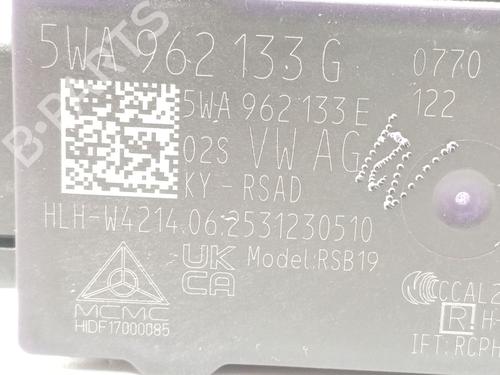 5WA 962 133 G 0770
5WA 962 133 E 122
02S VW AG
KY - RSAD
HLH-W4214.06.2531230510
UK
CA
Model:RSB19
MCMC
HIDF17000085
CCAL2
R H-
IFT: RCPH
B-PARTS